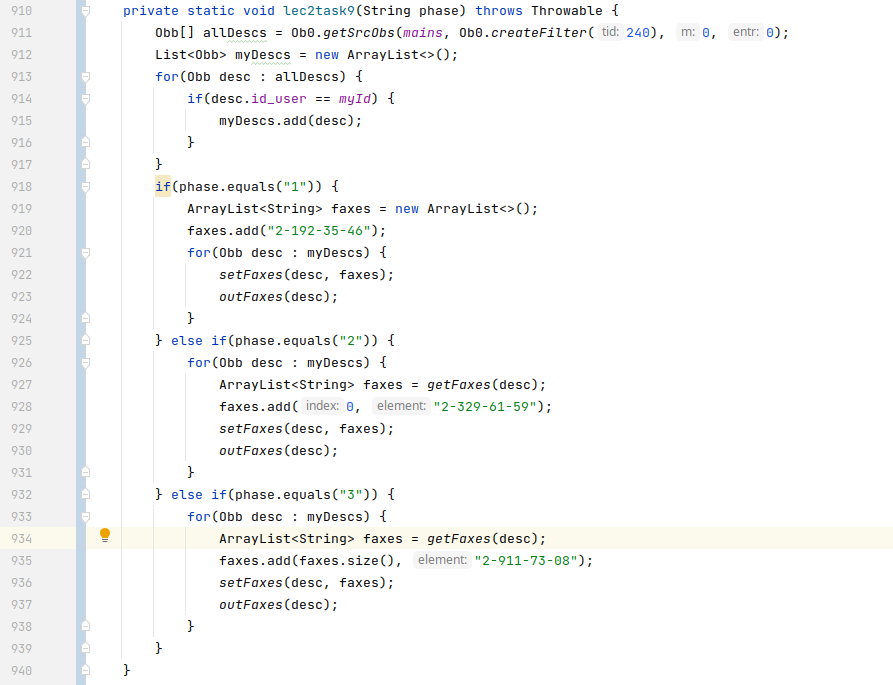 910 private static void lec2task9(String phase) throws Throwable {
911 Obb[] allDescs = Ob0.getSrcObs(mains, Ob0.createFilter( tid: 240), m: 0, entr: 0);
912 List<Obb> myDescs = new ArrayList<>();
913 for(Obb desc : allDescs) {
914 if(desc.id_user == myId) {
915 myDescs.add(desc);
916 }
917 }
918 if(phase.equals("1")) {
919 ArrayList<String> faxes = new ArrayList<>();
920 faxes.add("2-192-35-46");
921 for(Obb desc : myDescs) {
922 setFaxes(desc, faxes);
923 outFaxes(desc);
924 }
925 } else if(phase.equals("2")) {
926 for(Obb desc : myDescs) {
927 ArrayList<String> faxes = getFaxes(desc);
928 faxes.add( index: 0, element: "2-329-61-59");
929 setFaxes(desc, faxes);
930 outFaxes(desc);
931 }
932 } else if(phase.equals("3")) {
933 for(Obb desc : myDescs) {
934 ArrayList<String> faxes = getFaxes(desc);
935 faxes.add(faxes.size(), element: "2-911-73-08");
936 setFaxes(desc, faxes);
937 outFaxes(desc);
938 }
939 }
940 }